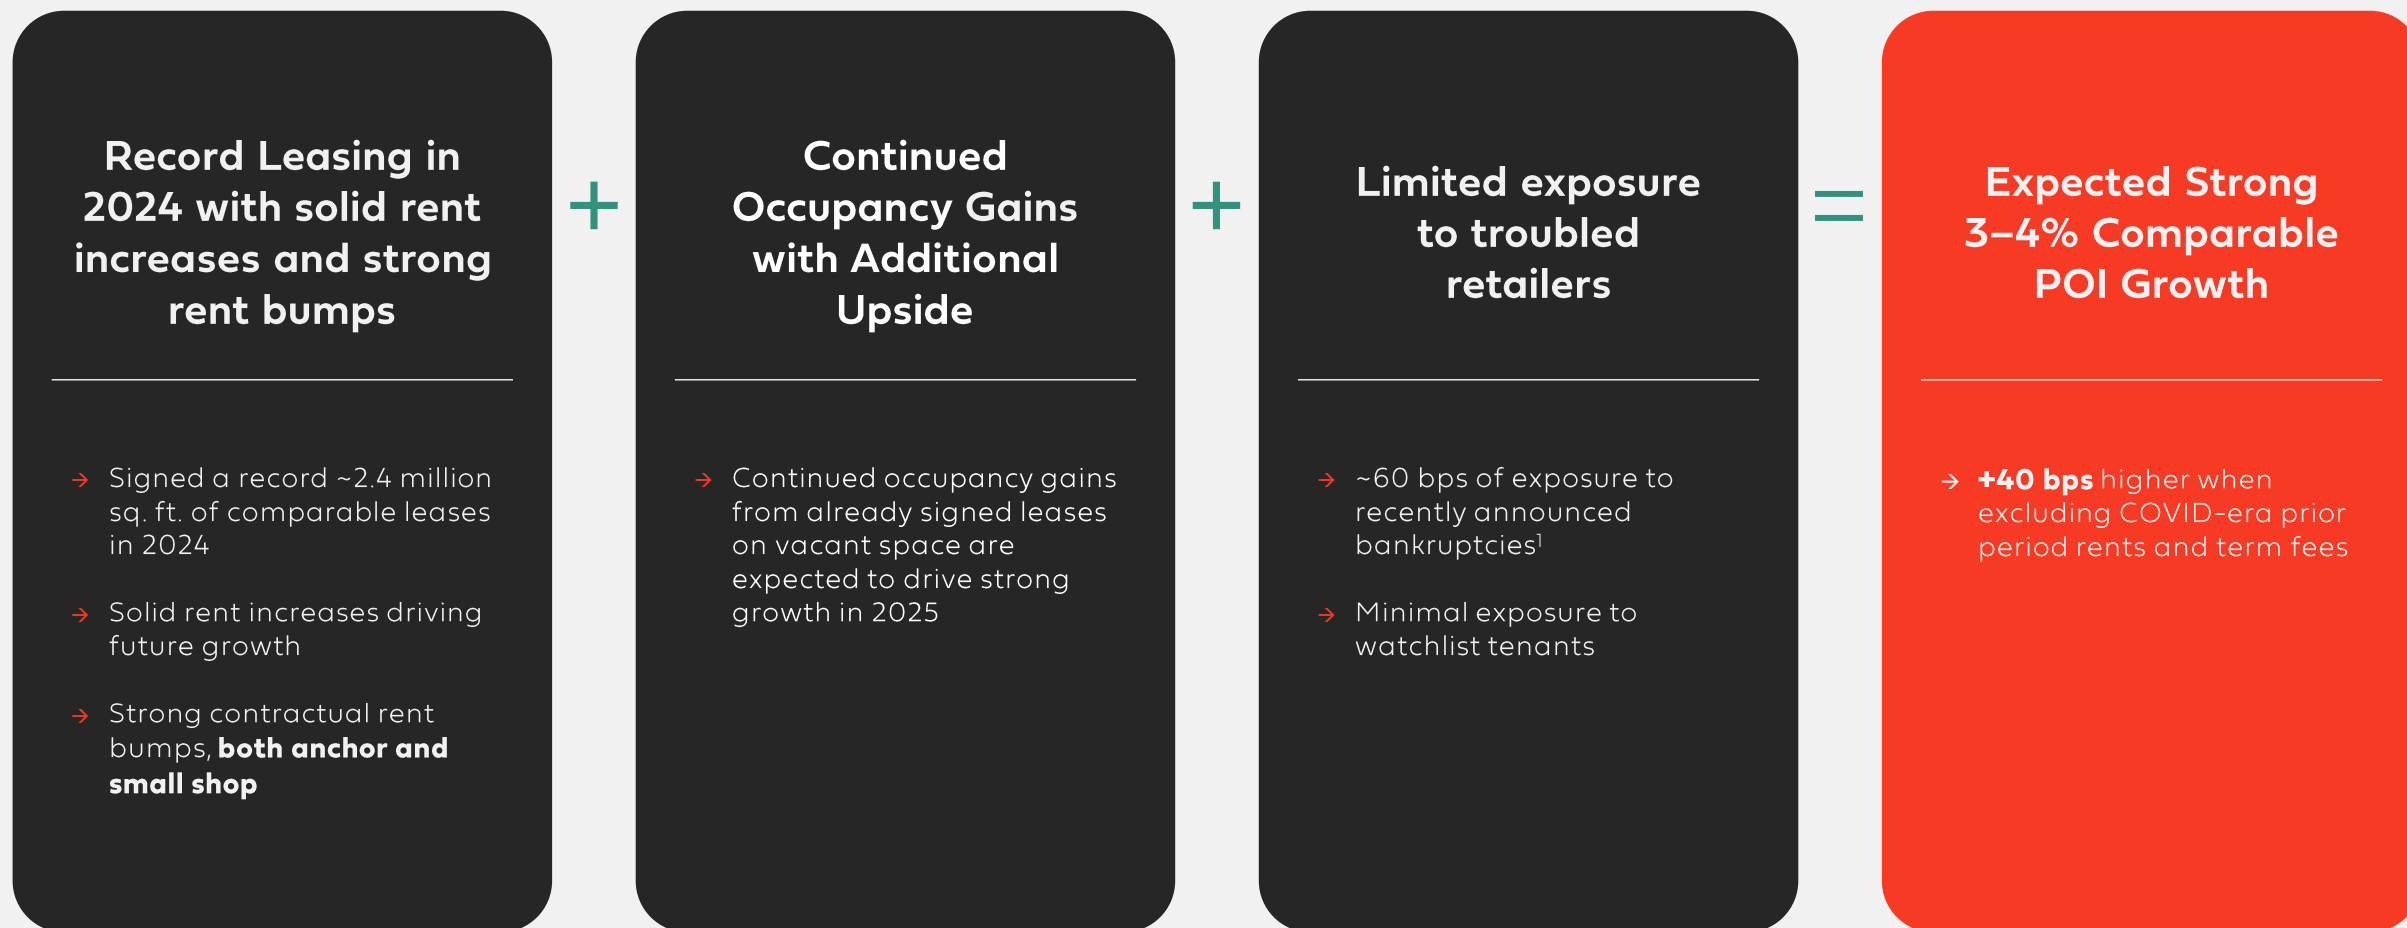 Record Leasing in
2024 with solid rent
increases and strong
rent bumps
→ Signed a record ~2.4 million
sq. ft. of comparable leases
in 2024
→ Solid rent increases driving
future growth
→ Strong contractual rent
bumps, both anchor and
small shop
+
Continued
Occupancy Gains
with Additional
Upside
→ Continued occupancy gains
from already signed leases
on vacant space are
expected to drive strong
growth in 2025
+
Limited exposure
to troubled
retailers
→ ~60 bps of exposure to
recently announced
bankruptcies¹
→ Minimal exposure to
watchlist tenants
=
Expected Strong
3–4% Comparable
POI Growth
→ +40 bps higher when
excluding COVID-era prior
period rents and term fees